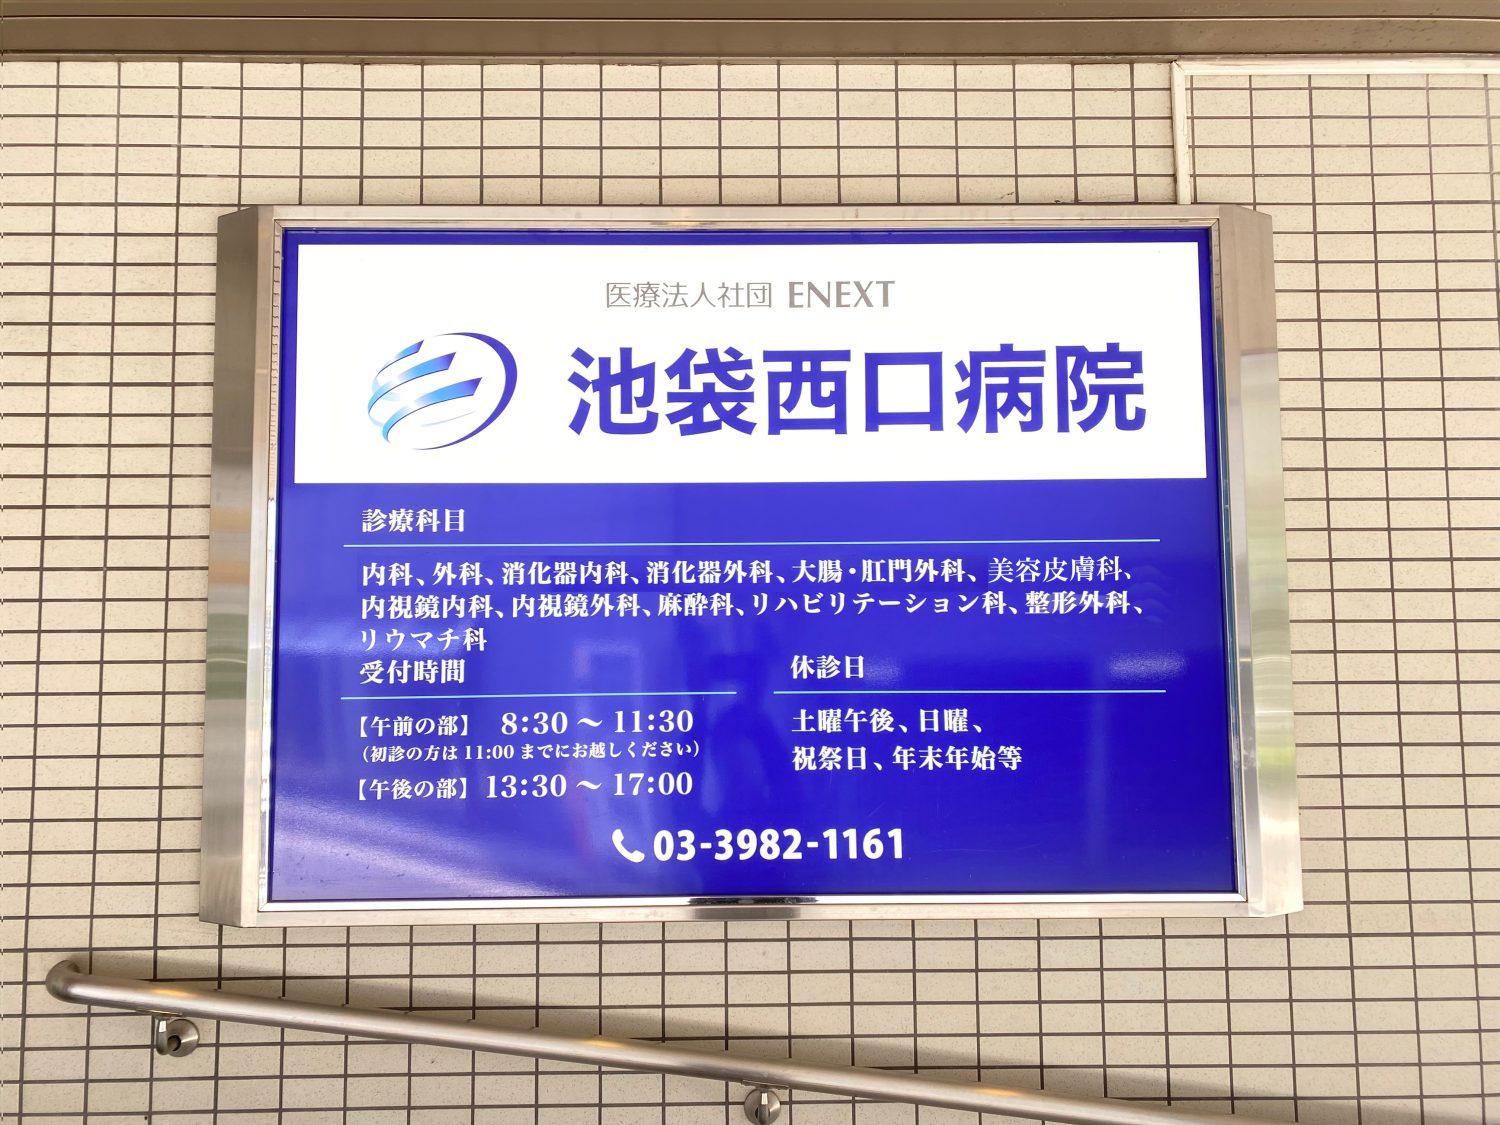 医療法人社団 ENEXT
池袋西口病院
診療科目
内科、外科、消化器内科、消化器外科、大腸・肛門外科、美容皮膚科、
内視鏡内科、内視鏡外科、麻酔科、リハビリテーション科、整形外科、
リウマチ科
受付時間
【午前の部】 8:30 〜 11:30
(初診の方は 11:00 までにお越しください)
【午後の部】 13:30 〜 17:00
休診日
土曜午後、日曜、
祝祭日、年末年始等
03-3982-1161